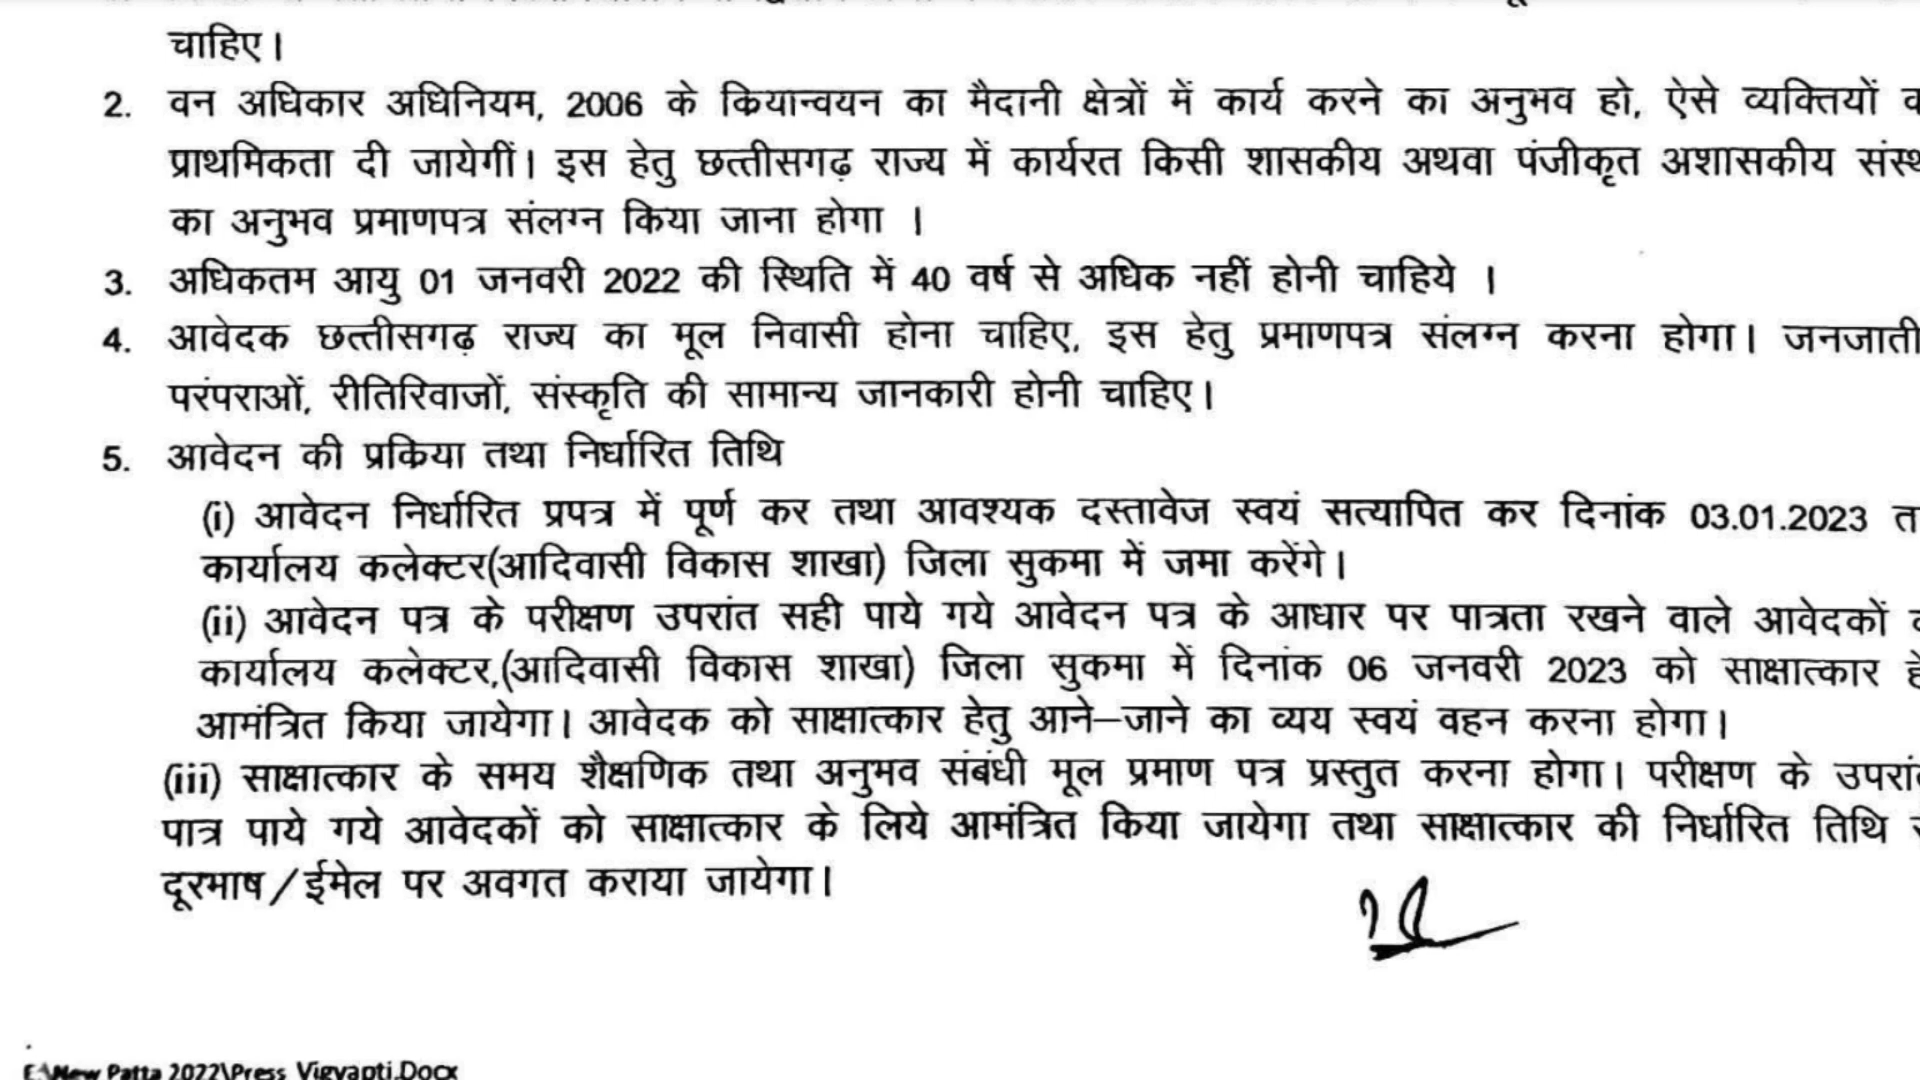 चाहिए।
2. वन अधिकार अधिनियम, 2006 के कियान्वयन का मैदानी क्षेत्रों में कार्य करने का अनुभव हो, ऐसे व्यक्तियों
प्राथमिकता दी जायेगीं। इस हेतु छत्तीसगढ़ राज्य में कार्यरत किसी शासकीय अथवा पंजीकृत अशासकीय
का अनुभव प्रमाणपत्र संलग्न किया जाना होगा ।
3. अधिकतम आयु 01 जनवरी 2022 की स्थिति में 40 वर्ष से अधिक नहीं होनी चाहिये ।
4. आवेदक छत्तीसगढ़ राज्य का मूल निवासी होना चाहिए, इस हेतु प्रमाणपत्र संलग्न करना होगा। जनजाती
परंपराओं, रीतिरिवाजों, संस्कृति की सामान्य जानकारी होनी चाहिए।
5. आवेदन की प्रकिया तथा निर्धारित तिथि
(i) आवेदन निर्धारित प्रपत्र में पूर्ण कर तथा आवश्यक दस्तावेज स्वयं सत्यापित कर दिनांक 03.01.2023 त
कार्यालय कलेक्टर(आदिवासी विकास शाखा) जिला सुकमा में जमा करेंगे।
(ii) आवेदन पत्र के परीक्षण उपरांत सही पाये गये आवेदन पत्र के आधार पर पात्रता रखने वाले आवेदकों
कार्यालय कलेक्टर,(आदिवासी विकास शाखा) जिला सुकमा में दिनांक 06 जनवरी 2023 को साक्षात्कार हे
आमंत्रित किया जायेगा। आवेदक को साक्षात्कार हेतु आने–जाने का व्यय स्वयं वहन करना होगा।
(iii) साक्षात्कार के समय शैक्षणिक तथा अनुभव संबंधी मूल प्रमाण पत्र प्रस्तुत करना होगा। परीक्षण के
पात्र पाये गये आवेदकों को साक्षात्कार के लिये आमंत्रित किया जायेगा तथा साक्षात्कार की निर्धारित तिथि
दूरभाष/ईमेल पर अवगत कराया जायेगा।
E:\New Patta 2022\Press Vigyapti.Docx